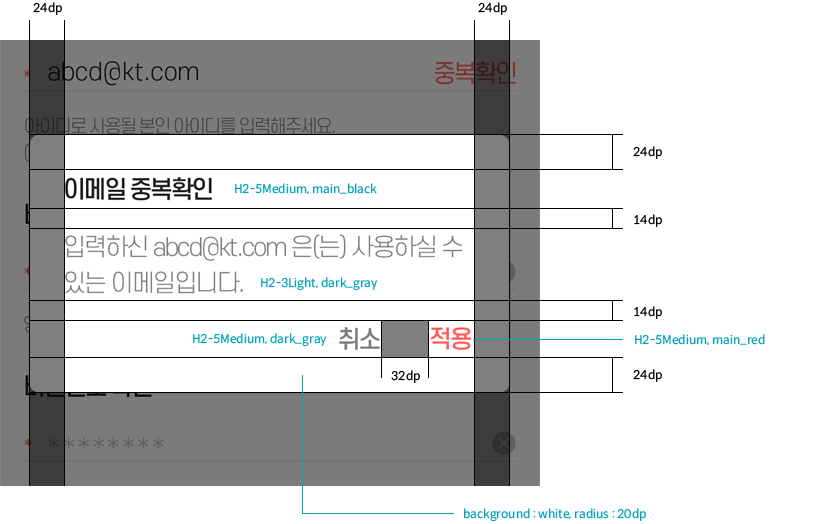 24dp 24dp
* abcd@kt.com 중복확인
아이디로 사용될 본인 아이디를 입력해주세요.
24dp
이메일 중복확인 H2-5Medium, main_black
14dp
입력하신 abcd@kt.com 은(는) 사용하실 수
있는 이메일입니다. H2-3Light, dark_gray
*
14dp
H2-5Medium, dark_gray 취소 적용 H2-5Medium, main_red
32dp
24dp
* ********
background : white, radius : 20dp